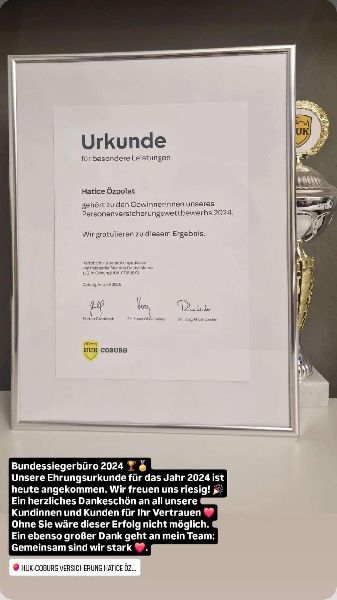 Urkunde
für besondere Leistungen
Hatice Özpolat
gehört zu den Gewinnerinnen unseres
Personenversicherungswettbewerbs 2024.
Wir gratulieren zu diesem Ergebnis.
HUK-COBURG
HUK
HUK COBURG
Bundessiegerbüro 2024 🏆🏅
Unsere Ehrungsurkunde für das Jahr 2024 ist
heute angekommen. Wir freuen uns riesig! 🎉
Ein herzliches Dankeschön an all unsere
Kundinnen und Kunden für Ihr Vertrauen ❤️
Ohne Sie wäre dieser Erfolg nicht möglich.
Ein ebenso großer Dank geht an mein Team:
Gemeinsam sind wir stark ❤️.
📍 HUK-COBURG VERSICHERUNG HATICE ÖZ...